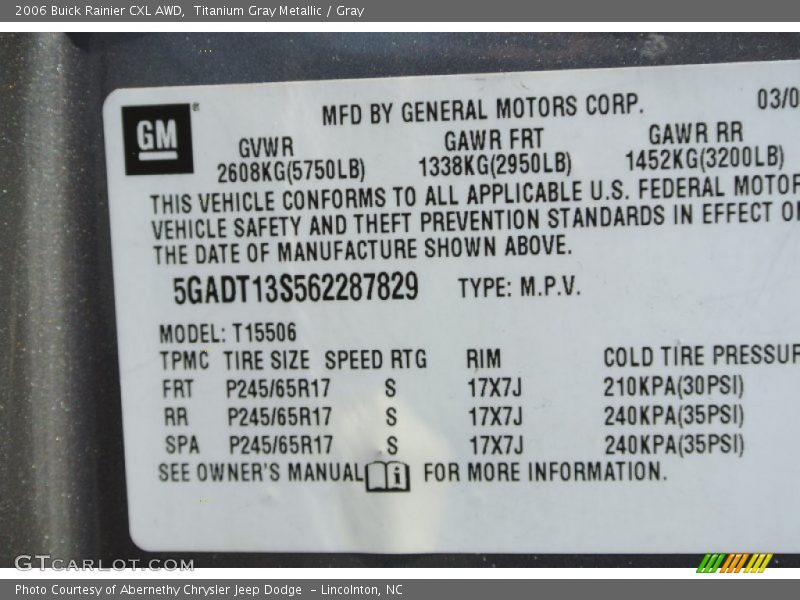 2006 Buick Rainier CXL AWD, Titanium Gray Metallic / Gray
GM ®
MFD BY GENERAL MOTORS CORP. 03/0
GVWR GAWR FRT GAWR RR
2608KG(5750LB) 1338KG(2950LB) 1452KG(3200LB)
THIS VEHICLE CONFORMS TO ALL APPLICABLE U.S. FEDERAL MOTOR
VEHICLE SAFETY AND THEFT PREVENTION STANDARDS IN EFFECT
THE DATE OF MANUFACTURE SHOWN ABOVE.
5GADT13S562287829 TYPE: M.P.V.
MODEL: T15506
TPMC TIRE SIZE SPEED RTG RIM COLD TIRE PRESSUR
FRT P245/65R17 S 17X7J 210KPA(30PSI)
RR P245/65R17 S 17X7J 240KPA(35PSI)
SPA P245/65R17 S 17X7J 240KPA(35PSI)
SEE OWNER'S MANUAL i FOR MORE INFORMATION.
GTCARLOT.COM
Photo Courtesy of Abernethy Chrysler Jeep Dodge - Lincolnton, NC